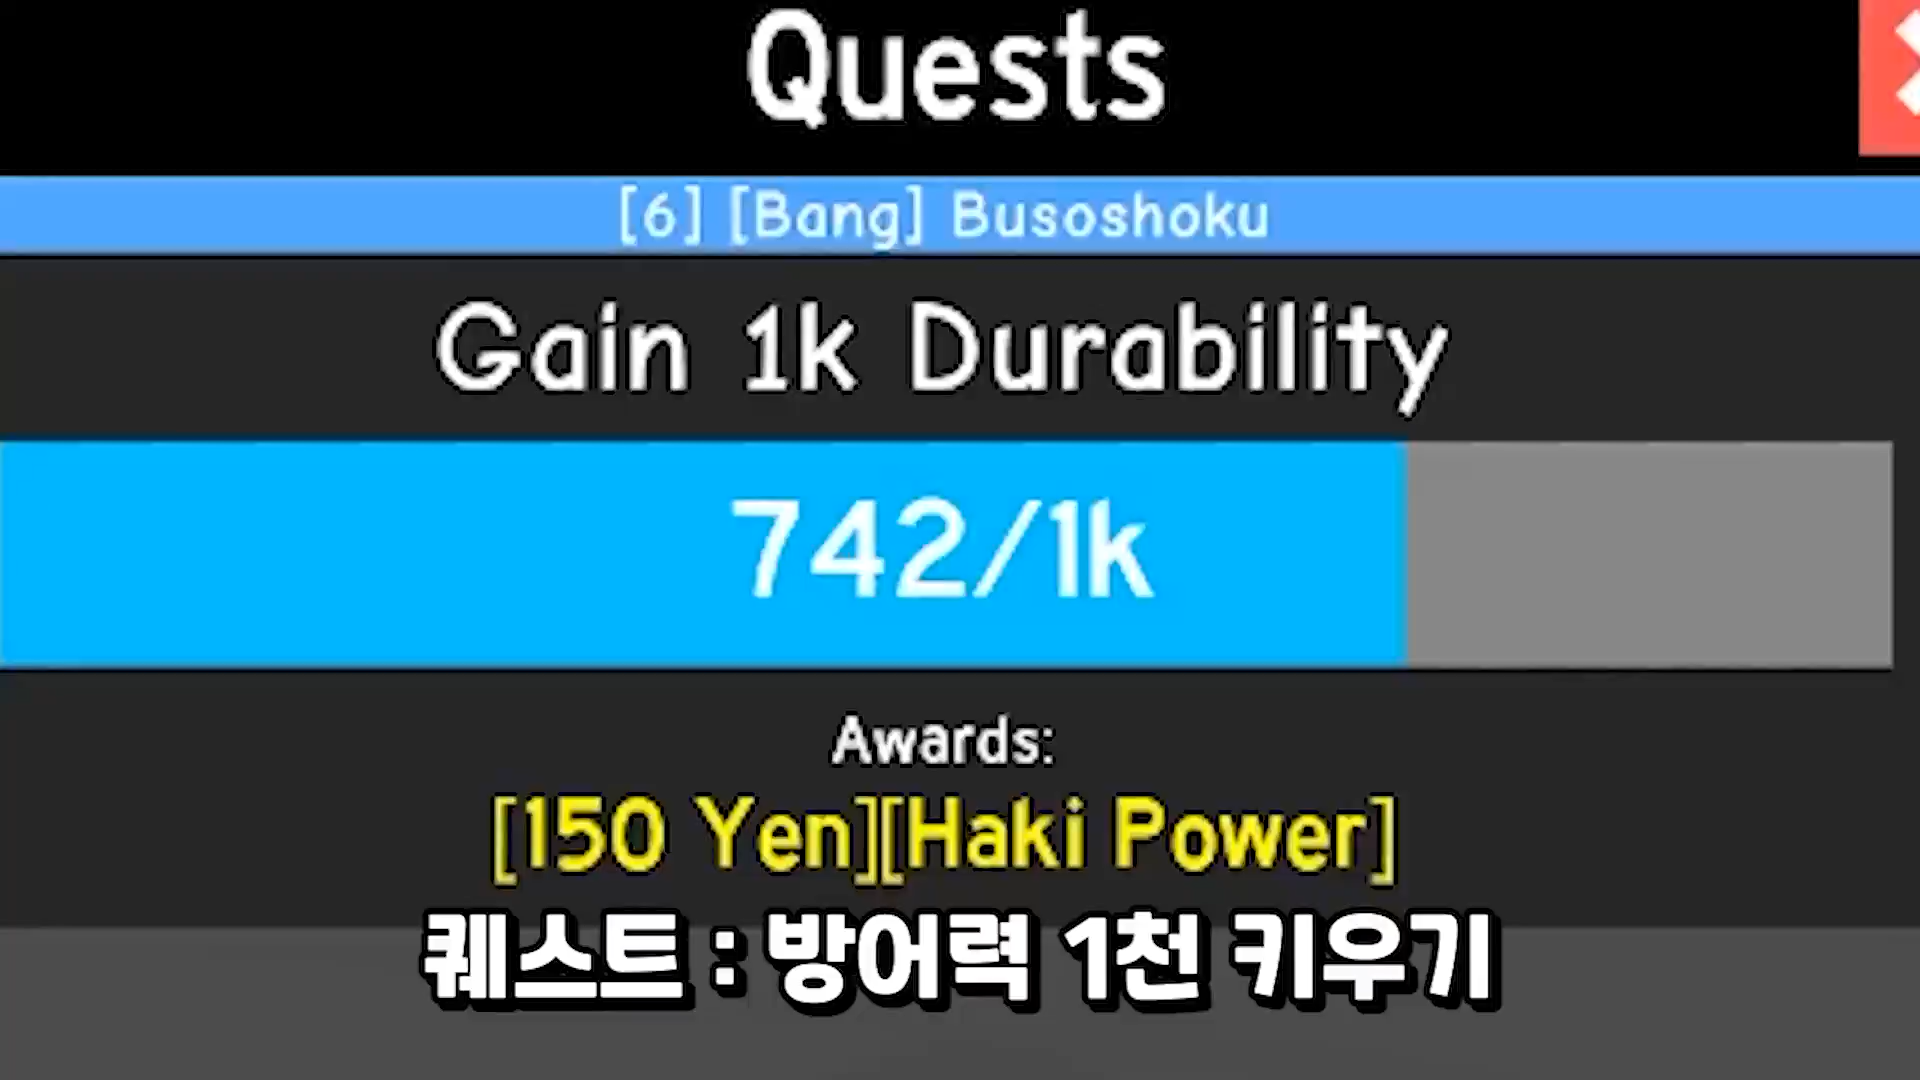 Quests
[6] [Bang] Busoshoku
Gain 1k Durability
742/1k
Awards:
[150 Yen][Haki Power]
퀘스트 : 방어력 1천 키우기